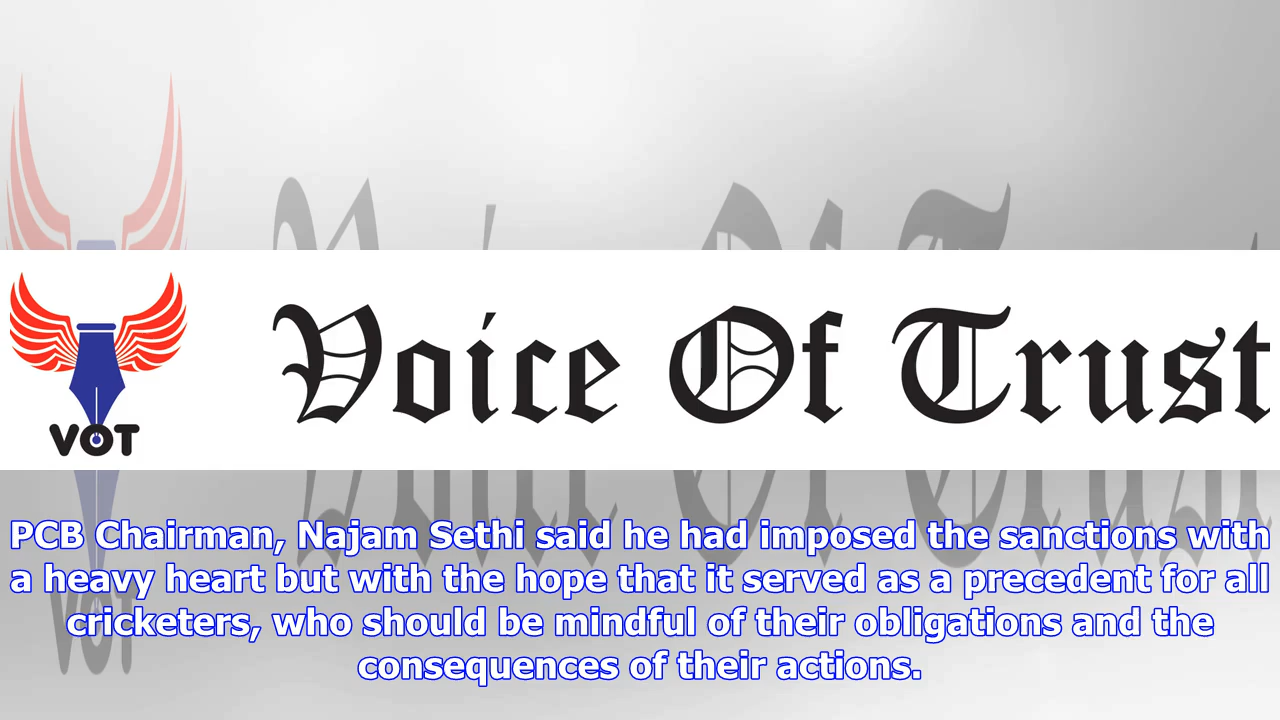 Voice Of Trust
VOT
PCB Chairman, Najam Sethi said he had imposed the sanctions with
a heavy heart but with the hope that it served as a precedent for all
cricketers, who should be mindful of their obligations and the
consequences of their actions.